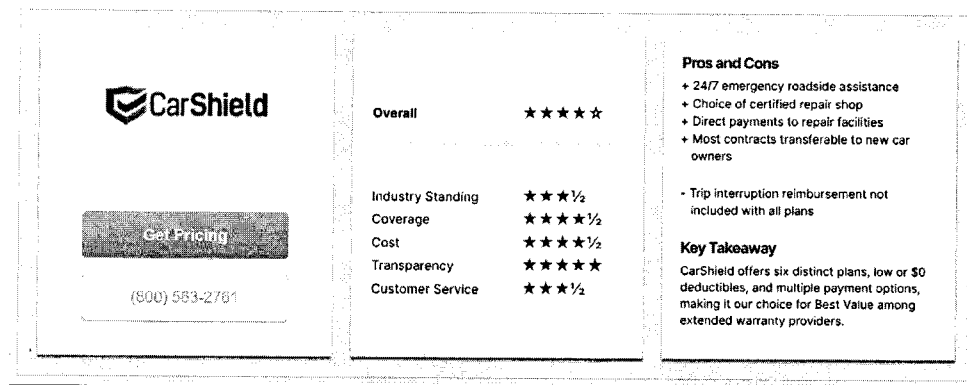 CarShield
Get Pricing
(800) 563-2761
Overall ★★★★☆
Industry Standing ★★★½
Coverage ★★★★½
Cost ★★★★½
Transparency ★★★★★
Customer Service ★★★½
Pros and Cons
+ 24/7 emergency roadside assistance
+ Choice of certified repair shop
+ Direct payments to repair facilities
+ Most contracts transferable to new car
owners
- Trip interruption reimbursement not
included with all plans
Key Takeaway
CarShield offers six distinct plans, low or $0
deductibles, and multiple payment options,
making it our choice for Best Value among
extended warranty providers.